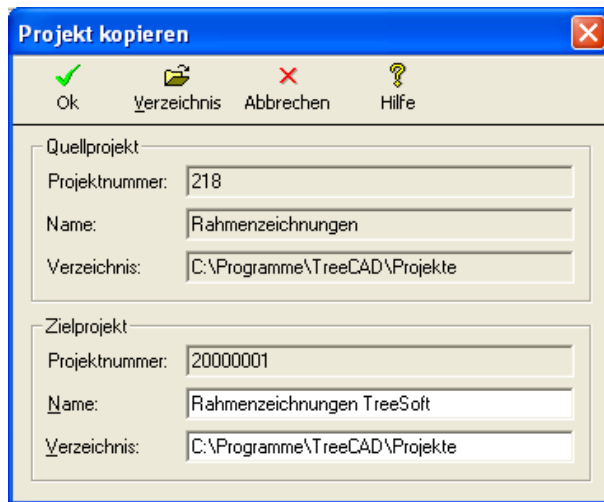 Projekt kopieren
Ok Verzeichnis Abbrechen Hilfe
Quellprojekt
Projektnummer: 218
Name: Rahmenzeichnungen
Verzeichnis: C:\Programme\TreeCAD\Projekte
Zielprojekt
Projektnummer: 20000001
Name: Rahmenzeichnungen TreeSoft
Verzeichnis: C:\Programme\TreeCAD\Projekte